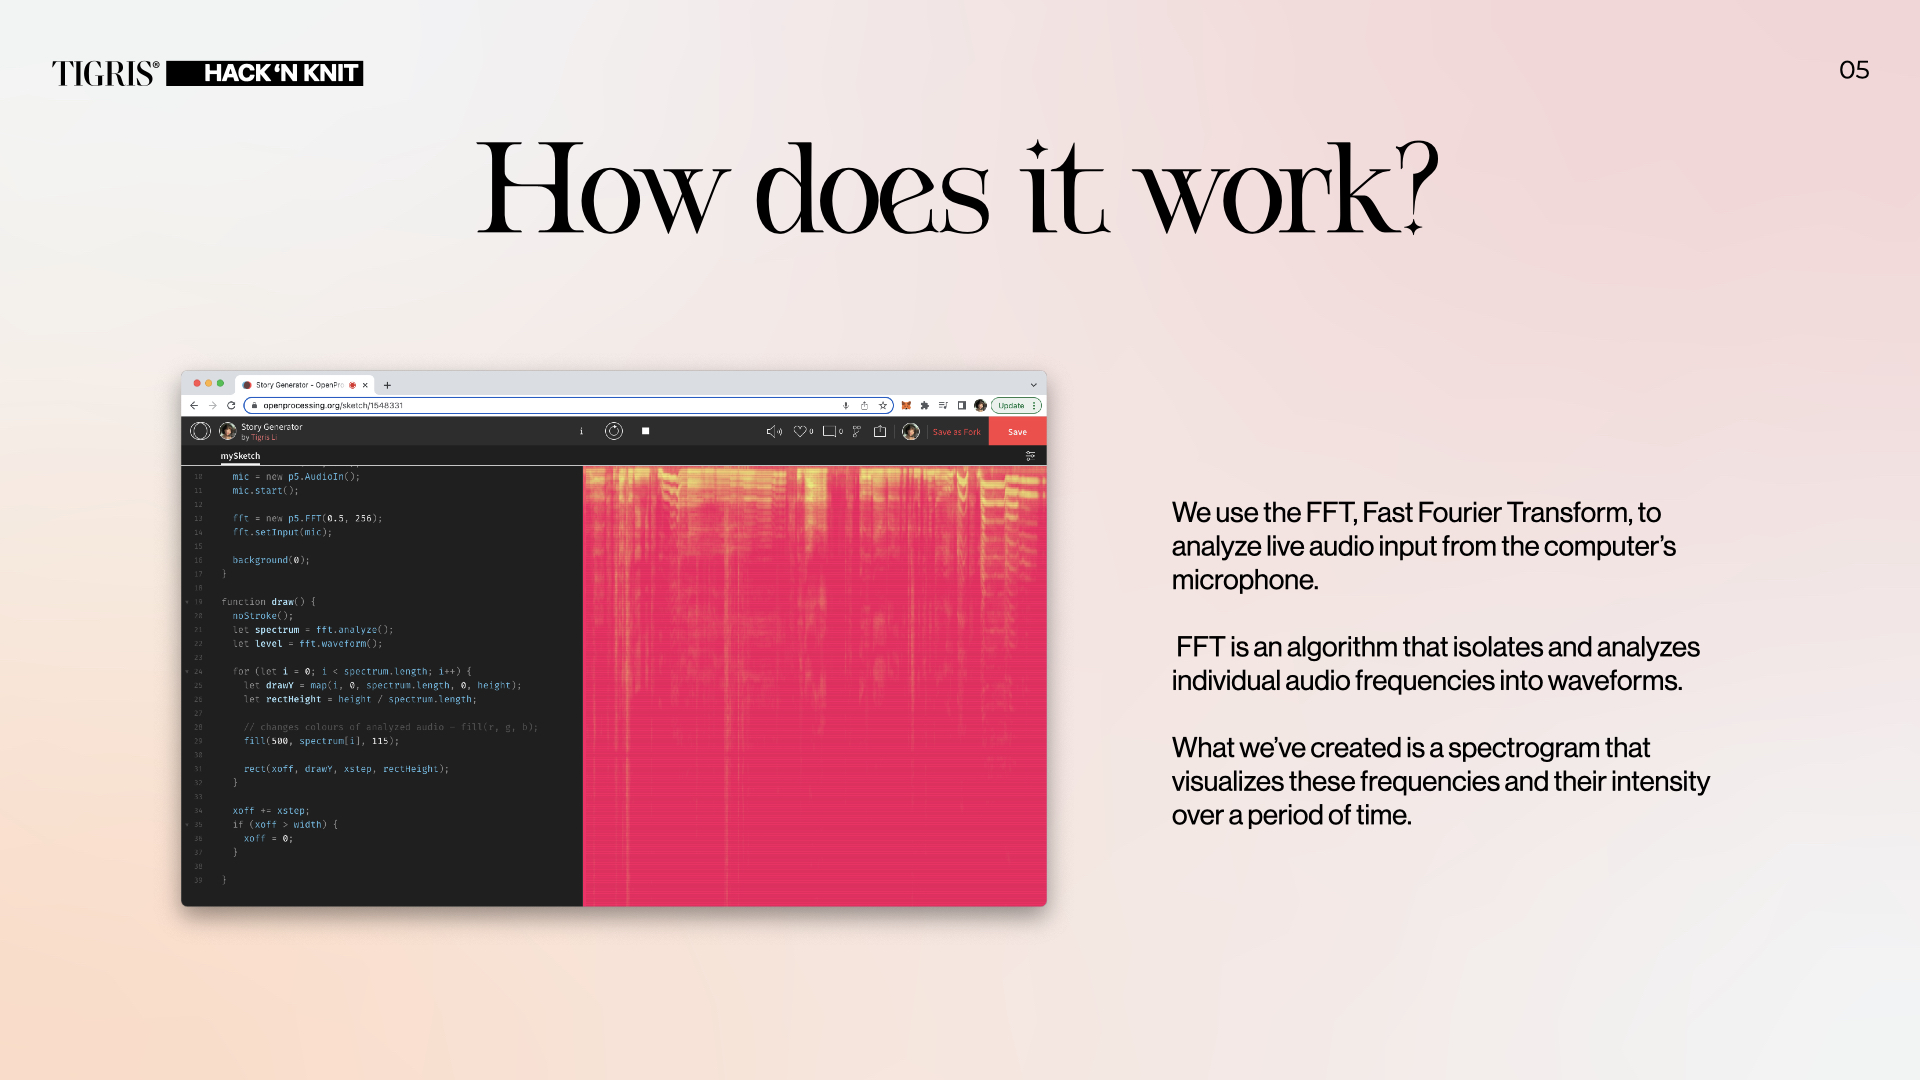 TIGRIS® HACK ‘N KNIT
05
How does it work?
Story Generator - OpenPro
openprocessing.org/sketch/1548331
Update
Story Generator
by Tigris Li
0
0
Save as Fork
Save
mySketch
10 mic = new p5.AudioIn();
11 mic.start();
12
13 fft = new p5.FFT(0.5, 256);
14 fft.setInput(mic);
15
16 background(0);
17 }
18
19 function draw() {
20 noStroke();
21 let spectrum = fft.analyze();
22 let level = fft.waveform();
23
24 for (let i = 0; i < spectrum.length; i++) {
25 let drawY = map(i, 0, spectrum.length, 0, height);
26 let rectHeight = height / spectrum.length;
27
28 // changes colours of analyzed audio - fill(r, g, b);
29 fill(500, spectrum[i], 115);
30
31 rect(xoff, drawY, xstep, rectHeight);
32 }
33
34 xoff += xstep;
35 if (xoff > width) {
36 xoff = 0;
37 }
38
39 }
We use the FFT, Fast Fourier Transform, to
analyze live audio input from the computer’s
microphone.
FFT is an algorithm that isolates and analyzes
individual audio frequencies into waveforms.
What we’ve created is a spectrogram that
visualizes these frequencies and their intensity
over a period of time.